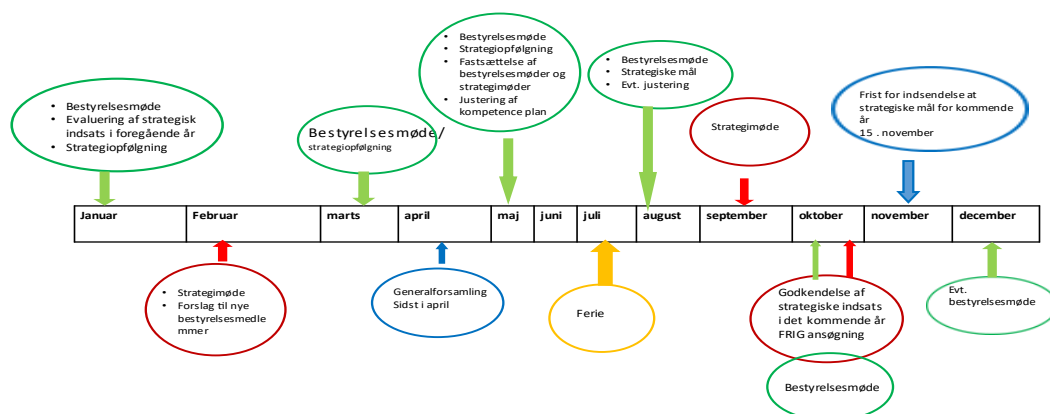 • Bestyrelsesmøde
• Evaluering af strategisk
indsats i foregående år
• Strategiopfølgning
Bestyrelsesmøde/
strategiopfølgning
• Bestyrelsesmøde
• Strategiopfølgning
• Fastsættelse af
bestyrelsesmøder og
strategimøder
• Justering af
kompetence plan
• Bestyrelsesmøde
• Strategiske mål
• Evt. justering
Strategimøde
Frist for indsendelse at
strategiske mål for kommende
år
15 . november
Januar Februar marts april maj juni juli august september oktober november december
• Strategimøde
• Forslag til nye
bestyrelsesmedle
mmer
Generalforsamling
Sidst i april
Ferie
Godkendelse af
strategiske indsats
i det kommende år
FRIG ansøgning
Bestyrelsesmøde
Evt.
bestyrelsesmøde